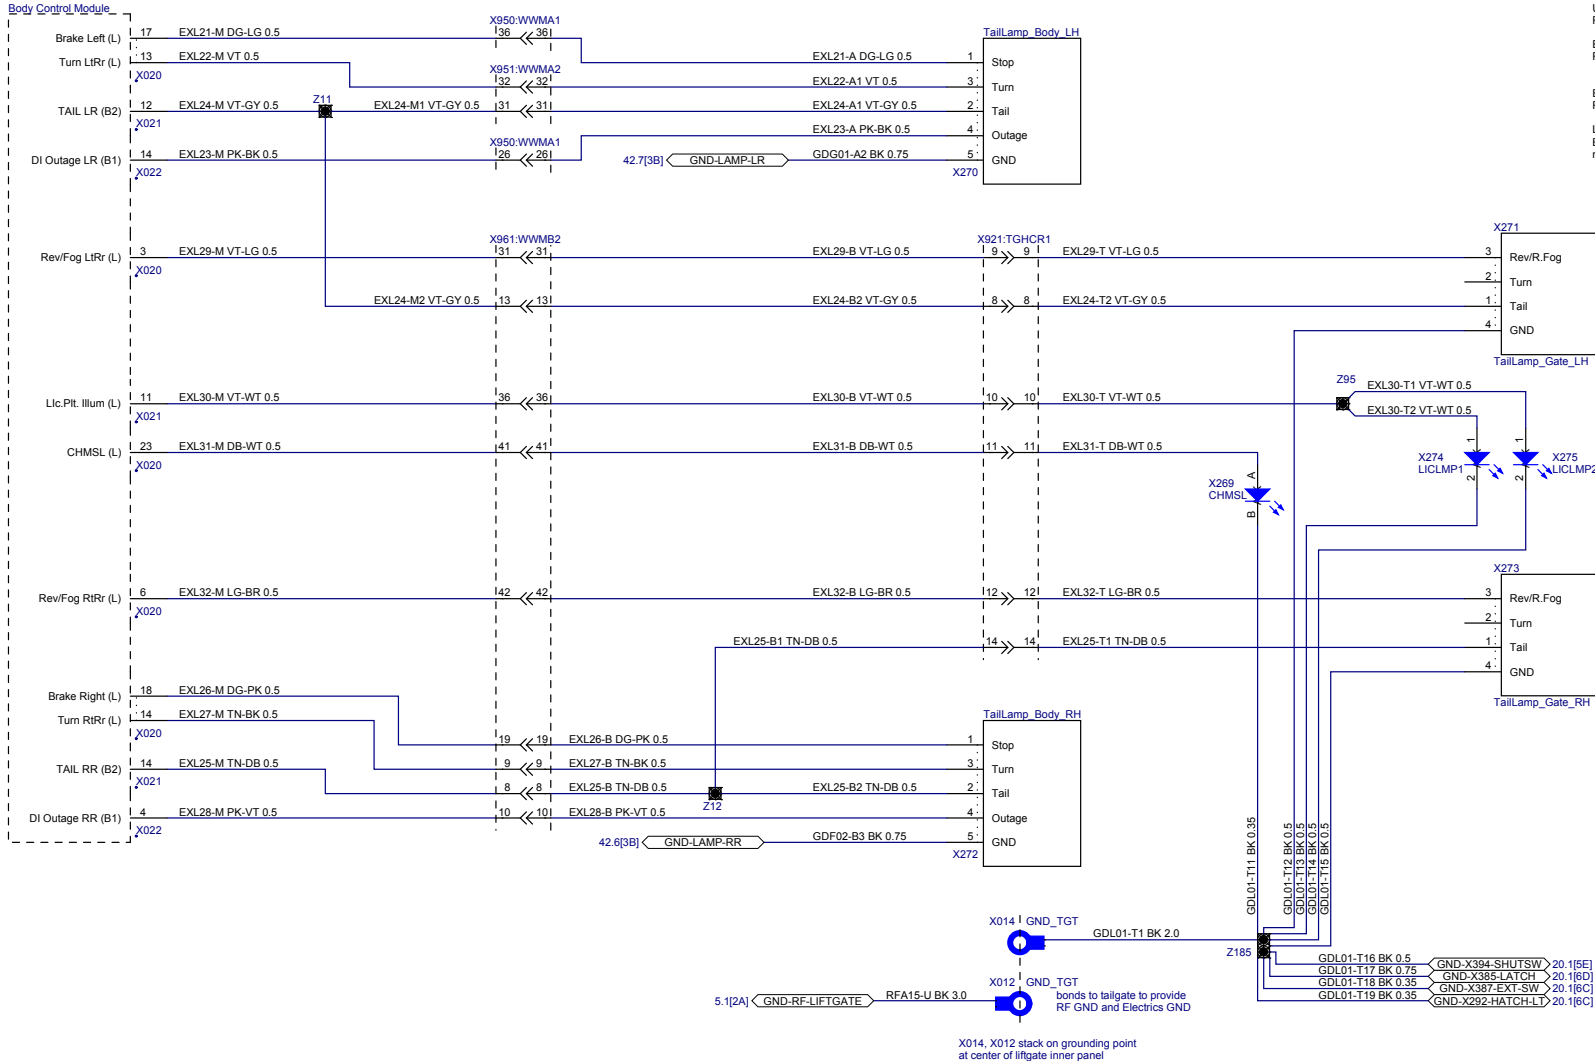 Body Control Module
X950:WWMA1
Brake Left (L) 17 EXL21-M DG-LG 0.5 36 36
TailLamp_Body_LH
EXL21-A DG-LG 0.5 1 Stop
Turn LtRr (L) 13 EXL22-M VT 0.5
X020
X951:WWMA2
32 32 EXL22-A1 VT 0.5 3 Turn
Z11
TAIL LR (B2) 12 EXL24-M VT-GY 0.5 EXL24-M1 VT-GY 0.5 31 31 EXL24-A1 VT-GY 0.5 2 Tail
X021
EXL23-A PK-BK 0.5 4 Outage
X950:WWMA1
DI Outage LR (B1) 14 EXL23-M PK-BK 0.5 26 26
42.7[3B] GND-LAMP-LR GDG01-A2 BK 0.75 5 GND
X022
X270
X961:WWMB2
X921:TGHCR1
X271
Rev/Fog LtRr (L) 3 EXL29-M VT-LG 0.5 31 31 EXL29-B VT-LG 0.5 9 9 EXL29-T VT-LG 0.5 3 Rev/R.Fog
X020
2 Turn
EXL24-M2 VT-GY 0.5 13 13 EXL24-B2 VT-GY 0.5 8 8 EXL24-T2 VT-GY 0.5 1 Tail
4 GND
TailLamp_Gate_LH
Z95
EXL30-T1 VT-WT 0.5
LIc.Plt. Illum (L) 11 EXL30-M VT-WT 0.5 36 36 EXL30-B VT-WT 0.5 10 10 EXL30-T VT-WT 0.5
EXL30-T2 VT-WT 0.5
X021
CHMSL (L) 23 EXL31-M DB-WT 0.5 41 41 EXL31-B DB-WT 0.5 11 11 EXL31-T DB-WT 0.5
X020
1 1
X274
LICLMP1
X275
LICLMP2
2 2
A
X269
CHMSL
B
X273
Rev/Fog RtRr (L) 6 EXL32-M LG-BR 0.5 42 42 EXL32-B LG-BR 0.5 12 12 EXL32-T LG-BR 0.5 3 Rev/R.Fog
X020
2 Turn
EXL25-B1 TN-DB 0.5 14 14 EXL25-T1 TN-DB 0.5 1 Tail
4 GND
TailLamp_Gate_RH
Brake Right (L) 18 EXL26-M DG-PK 0.5
Turn RtRr (L) 14 EXL27-M TN-BK 0.5
X020
TailLamp_Body_RH
19 19 EXL26-B DG-PK 0.5 1 Stop
TAIL RR (B2) 14 EXL25-M TN-DB 0.5
9 9 EXL27-B TN-BK 0.5 3 Turn
X021
8 8 EXL25-B TN-DB 0.5 EXL25-B2 TN-DB 0.5 2 Tail
Z12
DI Outage RR (B1) 4 EXL28-M PK-VT 0.5 10 10 EXL28-B PK-VT 0.5 4 Outage
X022
42.6[3B] GND-LAMP-RR GDF02-B3 BK 0.75 5 GND
X272
GDL01-T11 BK 0.35
GDL01-T12 BK 0.5
GDL01-T13 BK 0.5
GDL01-T14 BK 0.5
GDL01-T15 BK 0.5
X014 GND_TGT
GDL01-T1 BK 2.0
Z185
GDL01-T16 BK 0.5 GND-X394-SHUTSW 20.1[5E]
GDL01-T17 BK 0.75 GND-X385-LATCH 20.1[6D]
GDL01-T18 BK 0.35 GND-X387-EXT-SW 20.1[6C]
GDL01-T19 BK 0.35 GND-X292-HATCH-LT 20.1[6C]
X012 GND_TGT
5.1[2A] GND-RF-LIFTGATE RFA15-U BK 3.0
bonds to tailgate to provide
RF GND and Electrics GND
X014, X012 stack on grounding point
at center of liftgate inner panel